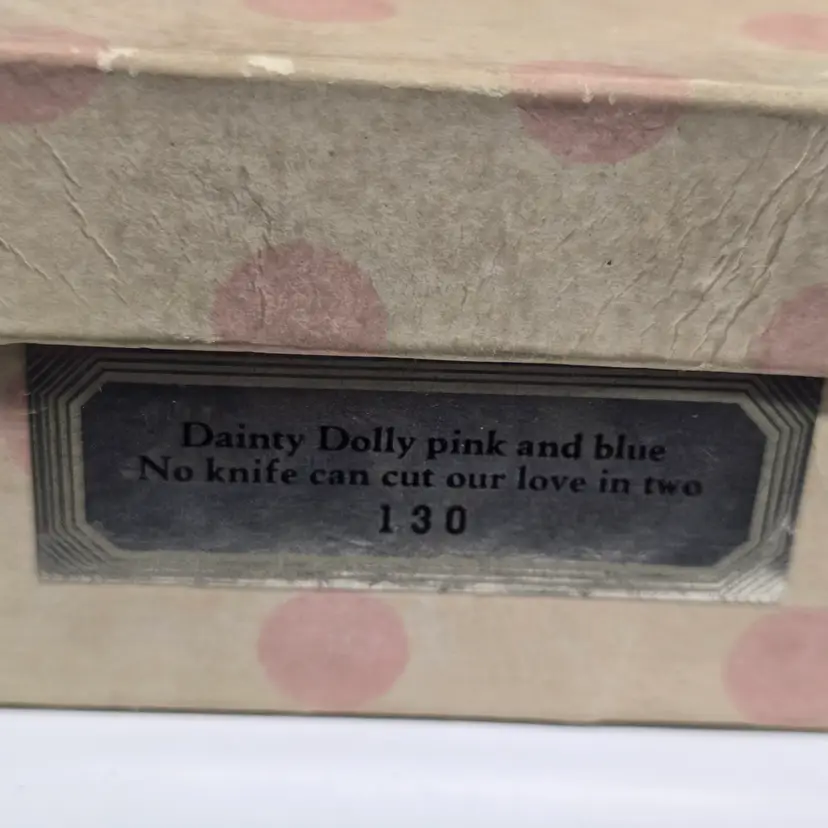 Dainty Dolly pink and blue
No knife can cut our love in two
130